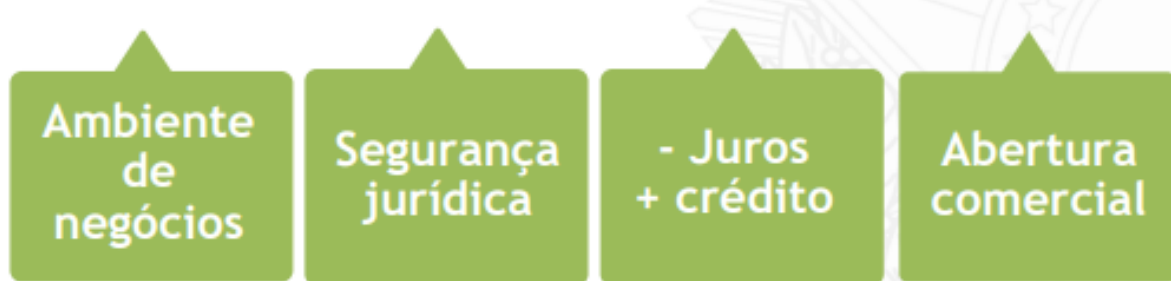 Ambiente
de
negócios
Segurança
jurídica
- Juros
+ crédito
Abertura
comercial